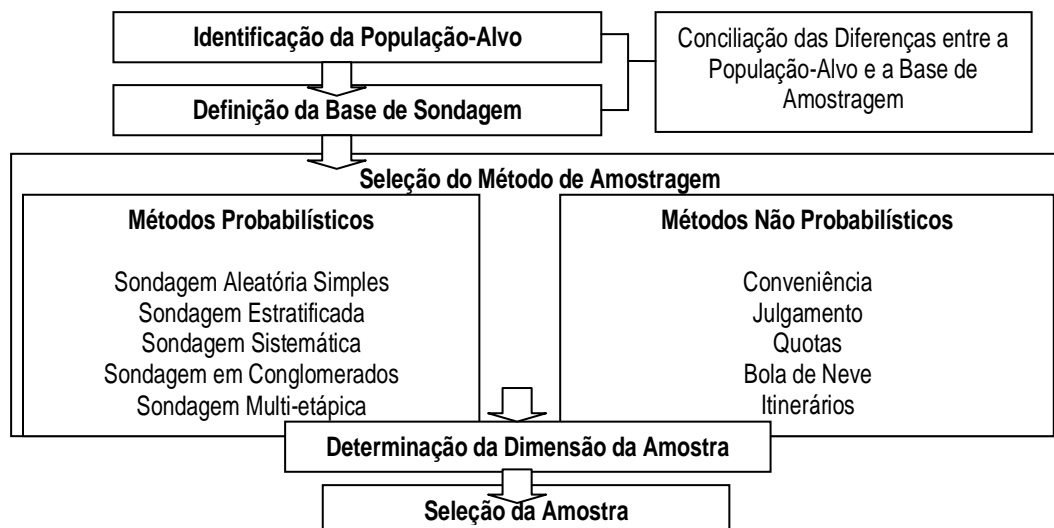 Identificação da População-Alvo
Conciliação das Diferenças entre a
População-Alvo e a Base de
Amostragem
Definição da Base de Sondagem
Seleção do Método de Amostragem
Métodos Probabilísticos
Sondagem Aleatória Simples
Sondagem Estratificada
Sondagem Sistemática
Sondagem em Conglomerados
Sondagem Multi-etápica
Métodos Não Probabilísticos
Conveniência
Julgamento
Quotas
Bola de Neve
Itinerários
Determinação da Dimensão da Amostra
Seleção da Amostra